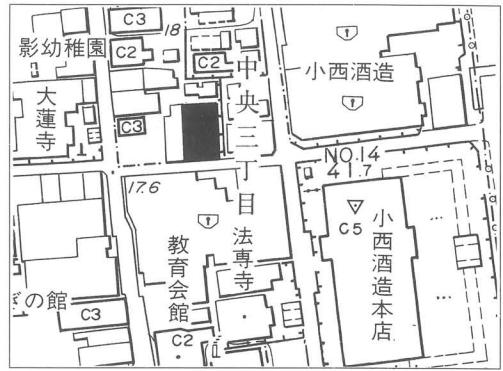 C3
18
影幼稚園
C2
C2
小西酒造
大蓮寺
C3
中央三丁目
NO.14
41.7
17.6
教育会館
法専寺
C5
小西酒造本店
ぎの館
C3
C2